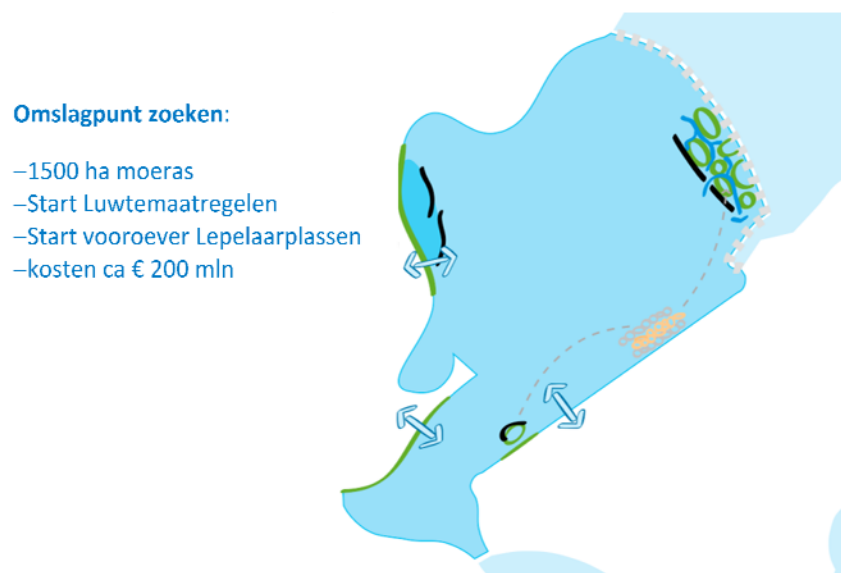 Omslagpunt zoeken:
–1500 ha moeras
–Start Luwtemaatregelen
–Start vooroever Lepelaarplassen
–kosten ca € 200 mln